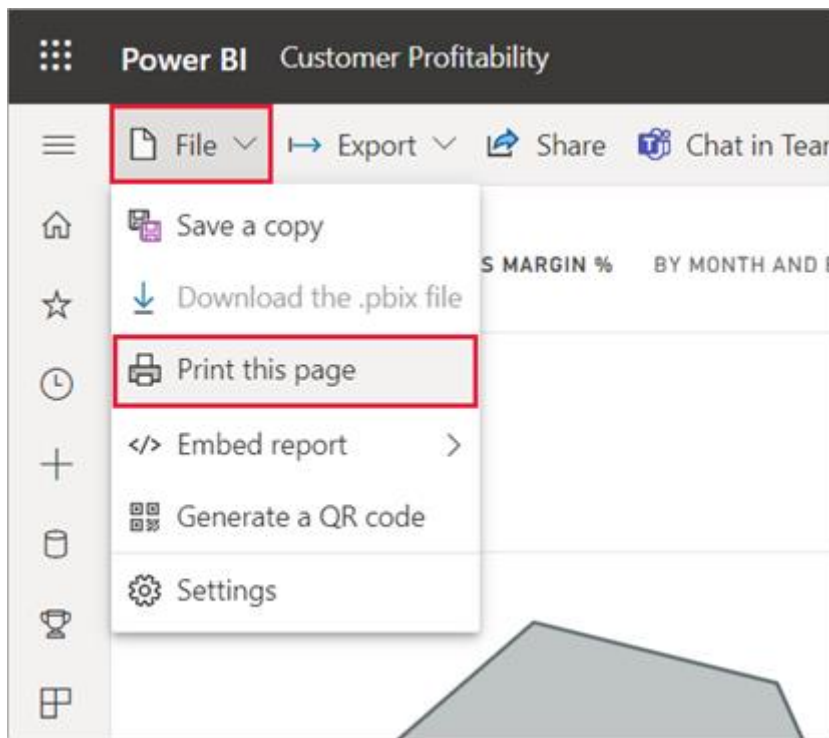 Power BI Customer Profitability
File Export Share Chat in
Save a copy
S MARGIN % BY MONTH AND
Download the .pbix file
Print this page
</> Embed report
Generate a QR code
Settings